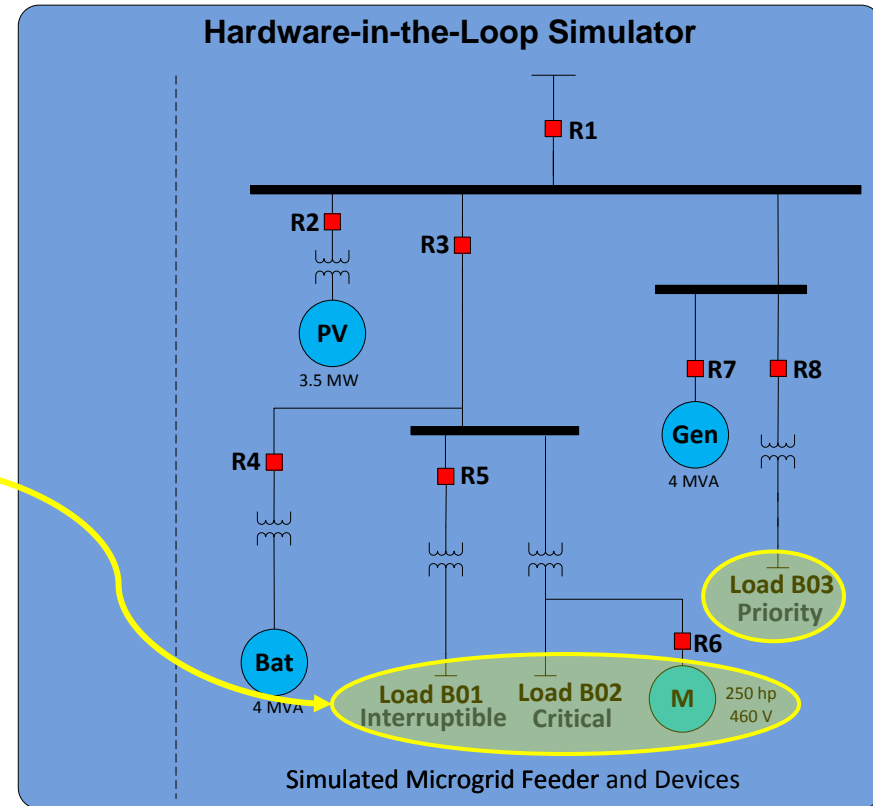 Hardware-in-the-Loop Simulator
R1
R2
R3
PV
3.5 MW
R7
R8
Gen
4 MVA
R4
R5
Load B03
Priority
R6
Bat
4 MVA
Load B01
Interruptible
Load B02
Critical
M
250 hp
460 V
Simulated Microgrid Feeder and Devices